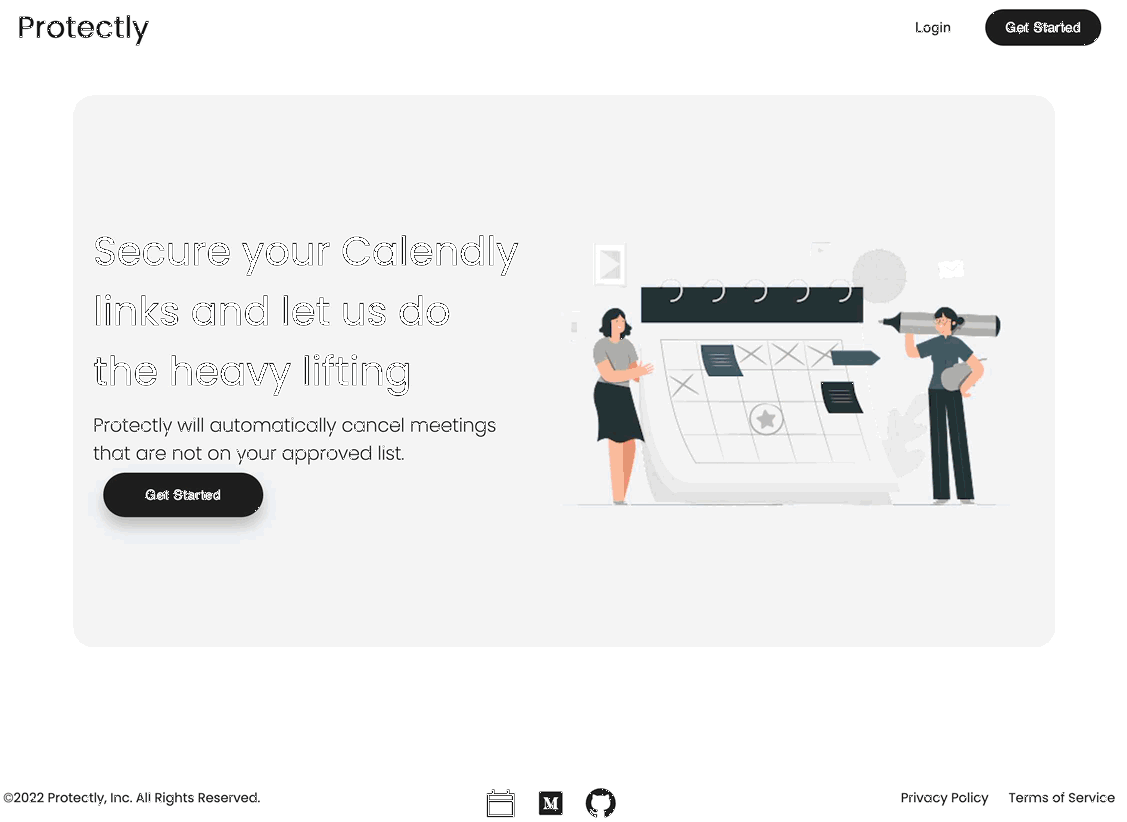 Protectly
Login
Get Started
Secure your Calendly
links and let us do
the heavy lifting
Protectly will automatically cancel meetings
that are not on your approved list.
Get Started
©2022 Protectly, Inc. All Rights Reserved.
M
Privacy Policy
Terms of Service